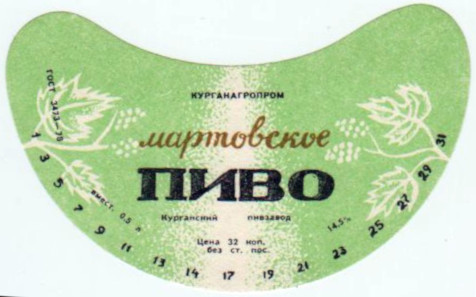 КУРГАНАГРОПРОМ
мартовское
ПИВО
Курганский пивзавод
Цена 32 коп.
без ст. пос.
ГОСТ 3473-78
вмест. 0,5 л
14,5%
1 3 5 7 9 11 13 14 17 19 21 23 25 27 29 31